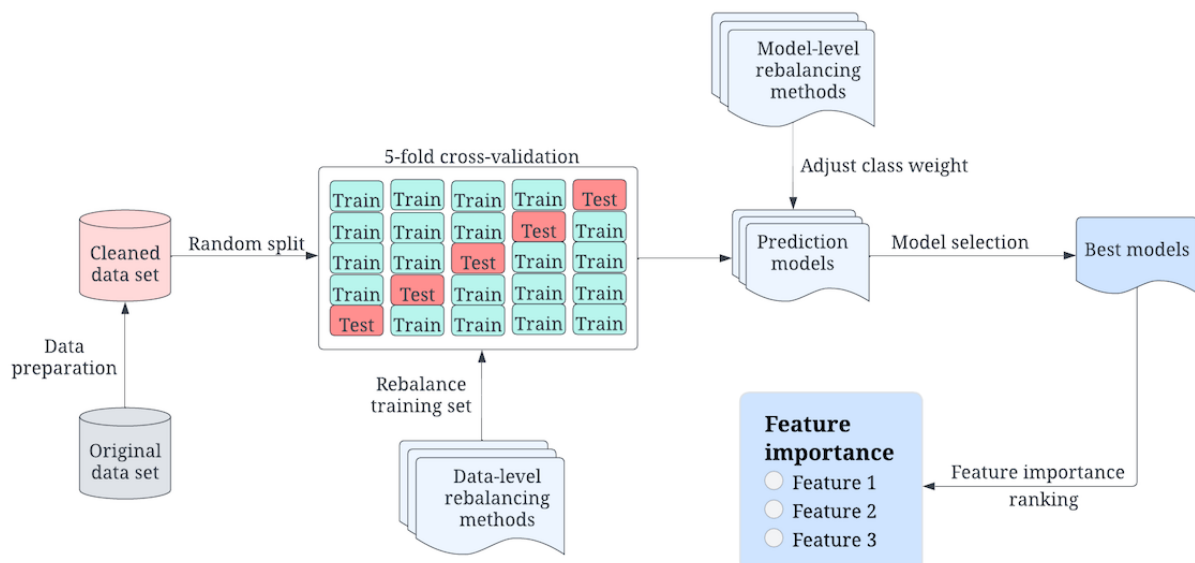 Model-level
rebalancing
methods
5-fold cross-validation
Adjust class weight
Train Train Train Train Test
Train Train Train Test Train
Train Train Test Train Train
Train Test Train Train Train
Test Train Train Train Train
Cleaned
data set
Random split
Prediction
models
Model selection
Best models
Data
preparation
Rebalance
training set
Original
data set
Data-level
rebalancing
methods
Feature
importance
Feature 1
Feature 2
Feature 3
Feature importance
ranking